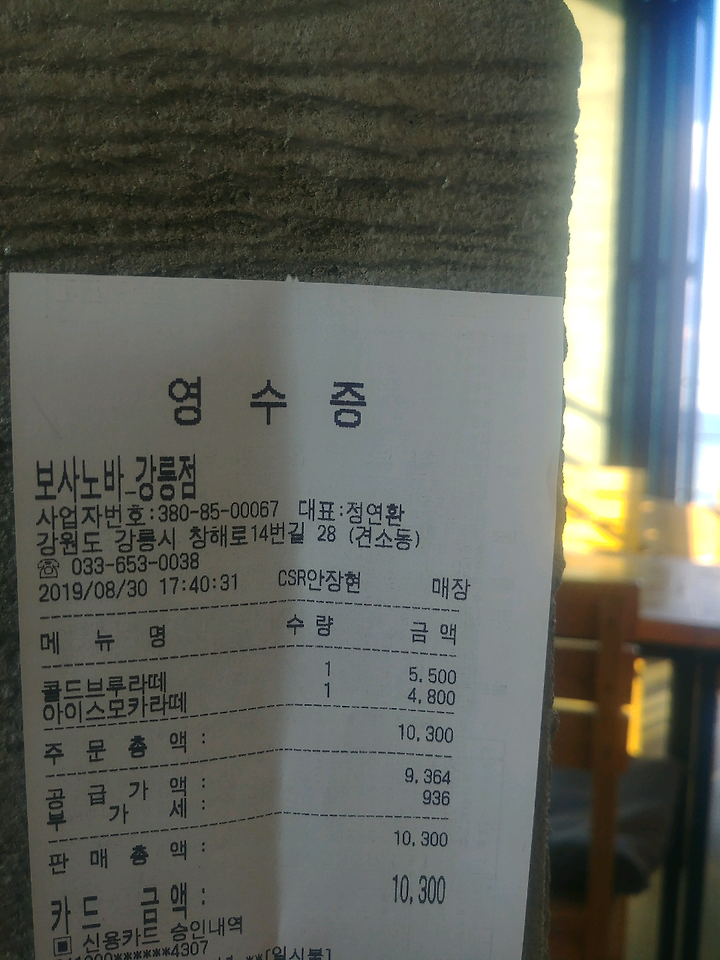 영 수 증
보사노바_강릉점
사업자번호:380-85-00067 대표:정연환
강원도 강릉시 창해로14번길 28 (견소동)
☏ 033-653-0038
2019/08/30 17:40:31 CSR안장현 매장
메 뉴 명 수 량 금 액
콜드브루라떼 1 5,500
아이스모카라떼 1 4,800
주 문 총 액 : 10,300
공 급 가 액 : 9,364
부 가 세 : 936
판 매 총 액 : 10,300
카 드 금 액 : 10,300
▣ 신용카드 승인내역
******4307
**[일시불]